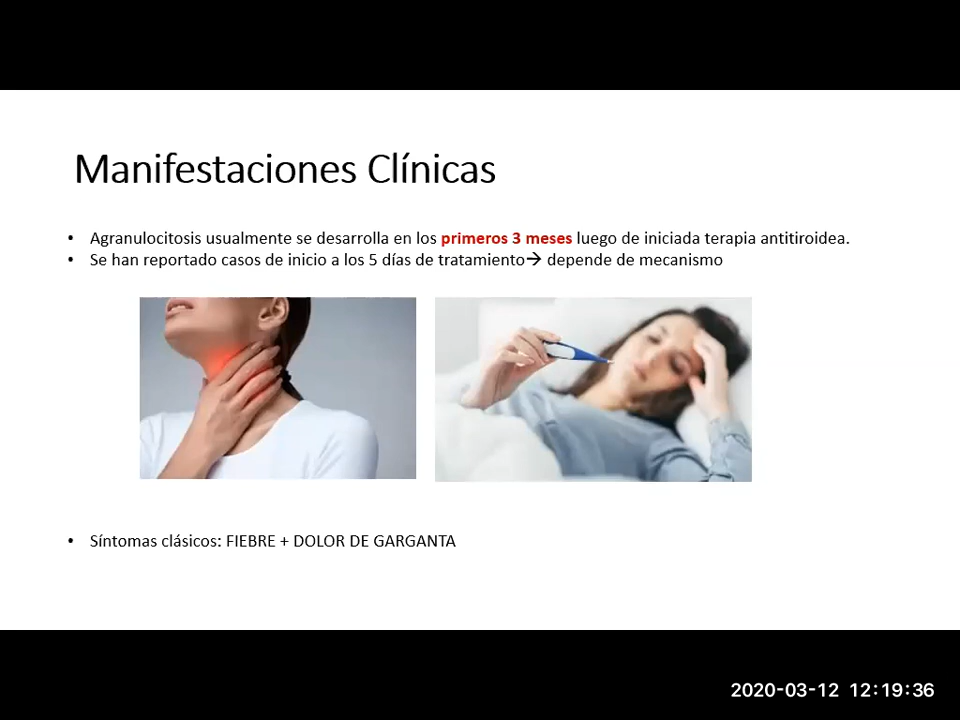 Manifestaciones Clínicas
• Agranulocitosis usualmente se desarrolla en los primeros 3 meses luego de iniciada terapia antitiroidea.
• Se han reportado casos de inicio a los 5 días de tratamiento→ depende de mecanismo
• Síntomas clásicos: FIEBRE + DOLOR DE GARGANTA
2020-03-12 12:19:36